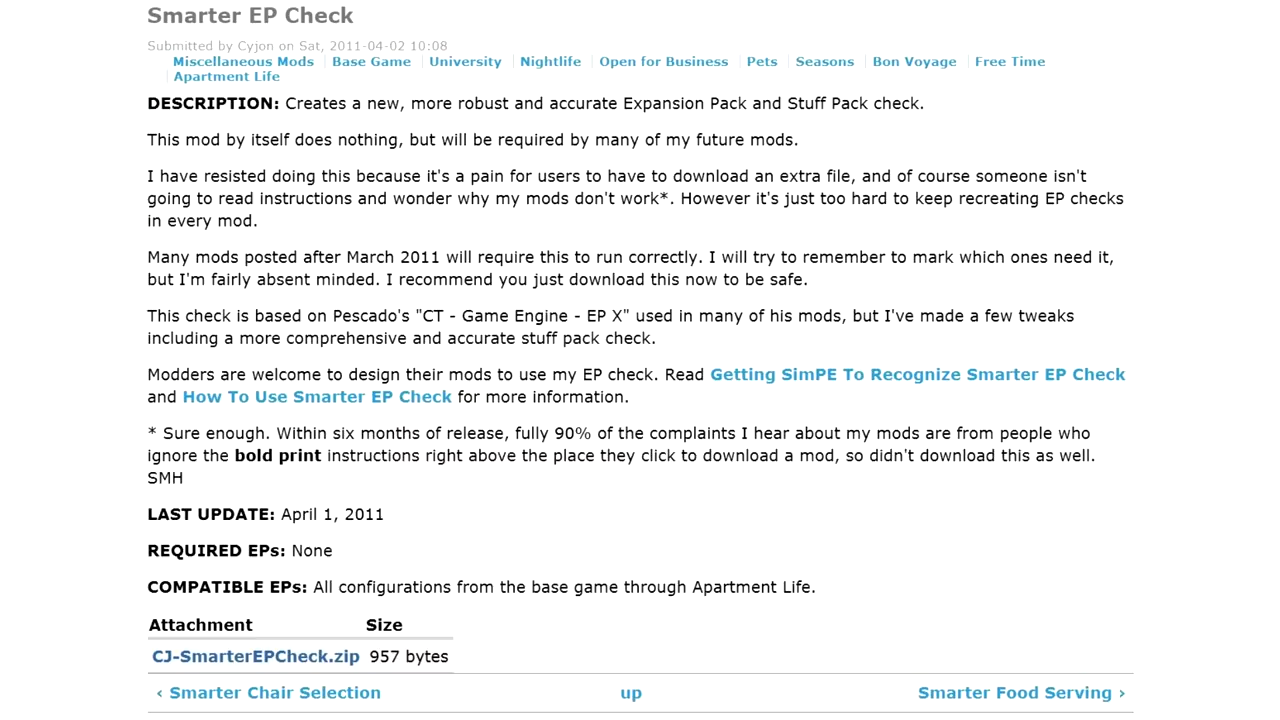 Smarter EP Check
Submitted by Cyjon on Sat, 2011-04-02 10:08
Miscellaneous Mods Base Game University Nightlife Open for Business Pets Seasons Bon Voyage Free Time
Apartment Life
DESCRIPTION: Creates a new, more robust and accurate Expansion Pack and Stuff Pack check.
This mod by itself does nothing, but will be required by many of my future mods.
I have resisted doing this because it's a pain for users to have to download an extra file, and of course someone isn't
going to read instructions and wonder why my mods don't work*. However it's just too hard to keep recreating EP checks
in every mod.
Many mods posted after March 2011 will require this to run correctly. I will try to remember to mark which ones need it,
but I'm fairly absent minded. I recommend you just download this now to be safe.
This check is based on Pescado's "CT - Game Engine - EP X" used in many of his mods, but I've made a few tweaks
including a more comprehensive and accurate stuff pack check.
Modders are welcome to design their mods to use my EP check. Read Getting SimPE To Recognize Smarter EP Check
and How To Use Smarter EP Check for more information.
* Sure enough. Within six months of release, fully 90% of the complaints I hear about my mods are from people who
ignore the bold print instructions right above the place they click to download a mod, so didn't download this as well.
SMH
LAST UPDATE: April 1, 2011
REQUIRED EPs: None
COMPATIBLE EPs: All configurations from the base game through Apartment Life.
Attachment Size
CJ-SmarterEPCheck.zip 957 bytes
‹ Smarter Chair Selection up Smarter Food Serving ›